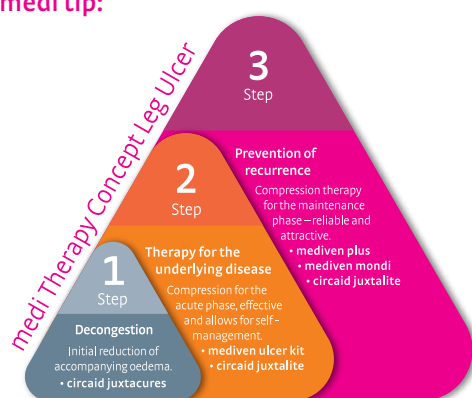 medi tip:
medi Therapy Concept Leg Ulcer
3
Step
Prevention of
recurrence
Compression therapy
for the maintenance
phase – reliable and
attractive.
• mediven plus
• mediven mondi
• circaid juxtalite
2
Step
Therapy for the
underlying disease
Compression for the
acute phase, effective
and allows for self-
management.
• mediven ulcer kit
• circaid juxtalite
1
Step
Decongestion
Initial reduction of
accompanying oedema.
• circaid juxtacures